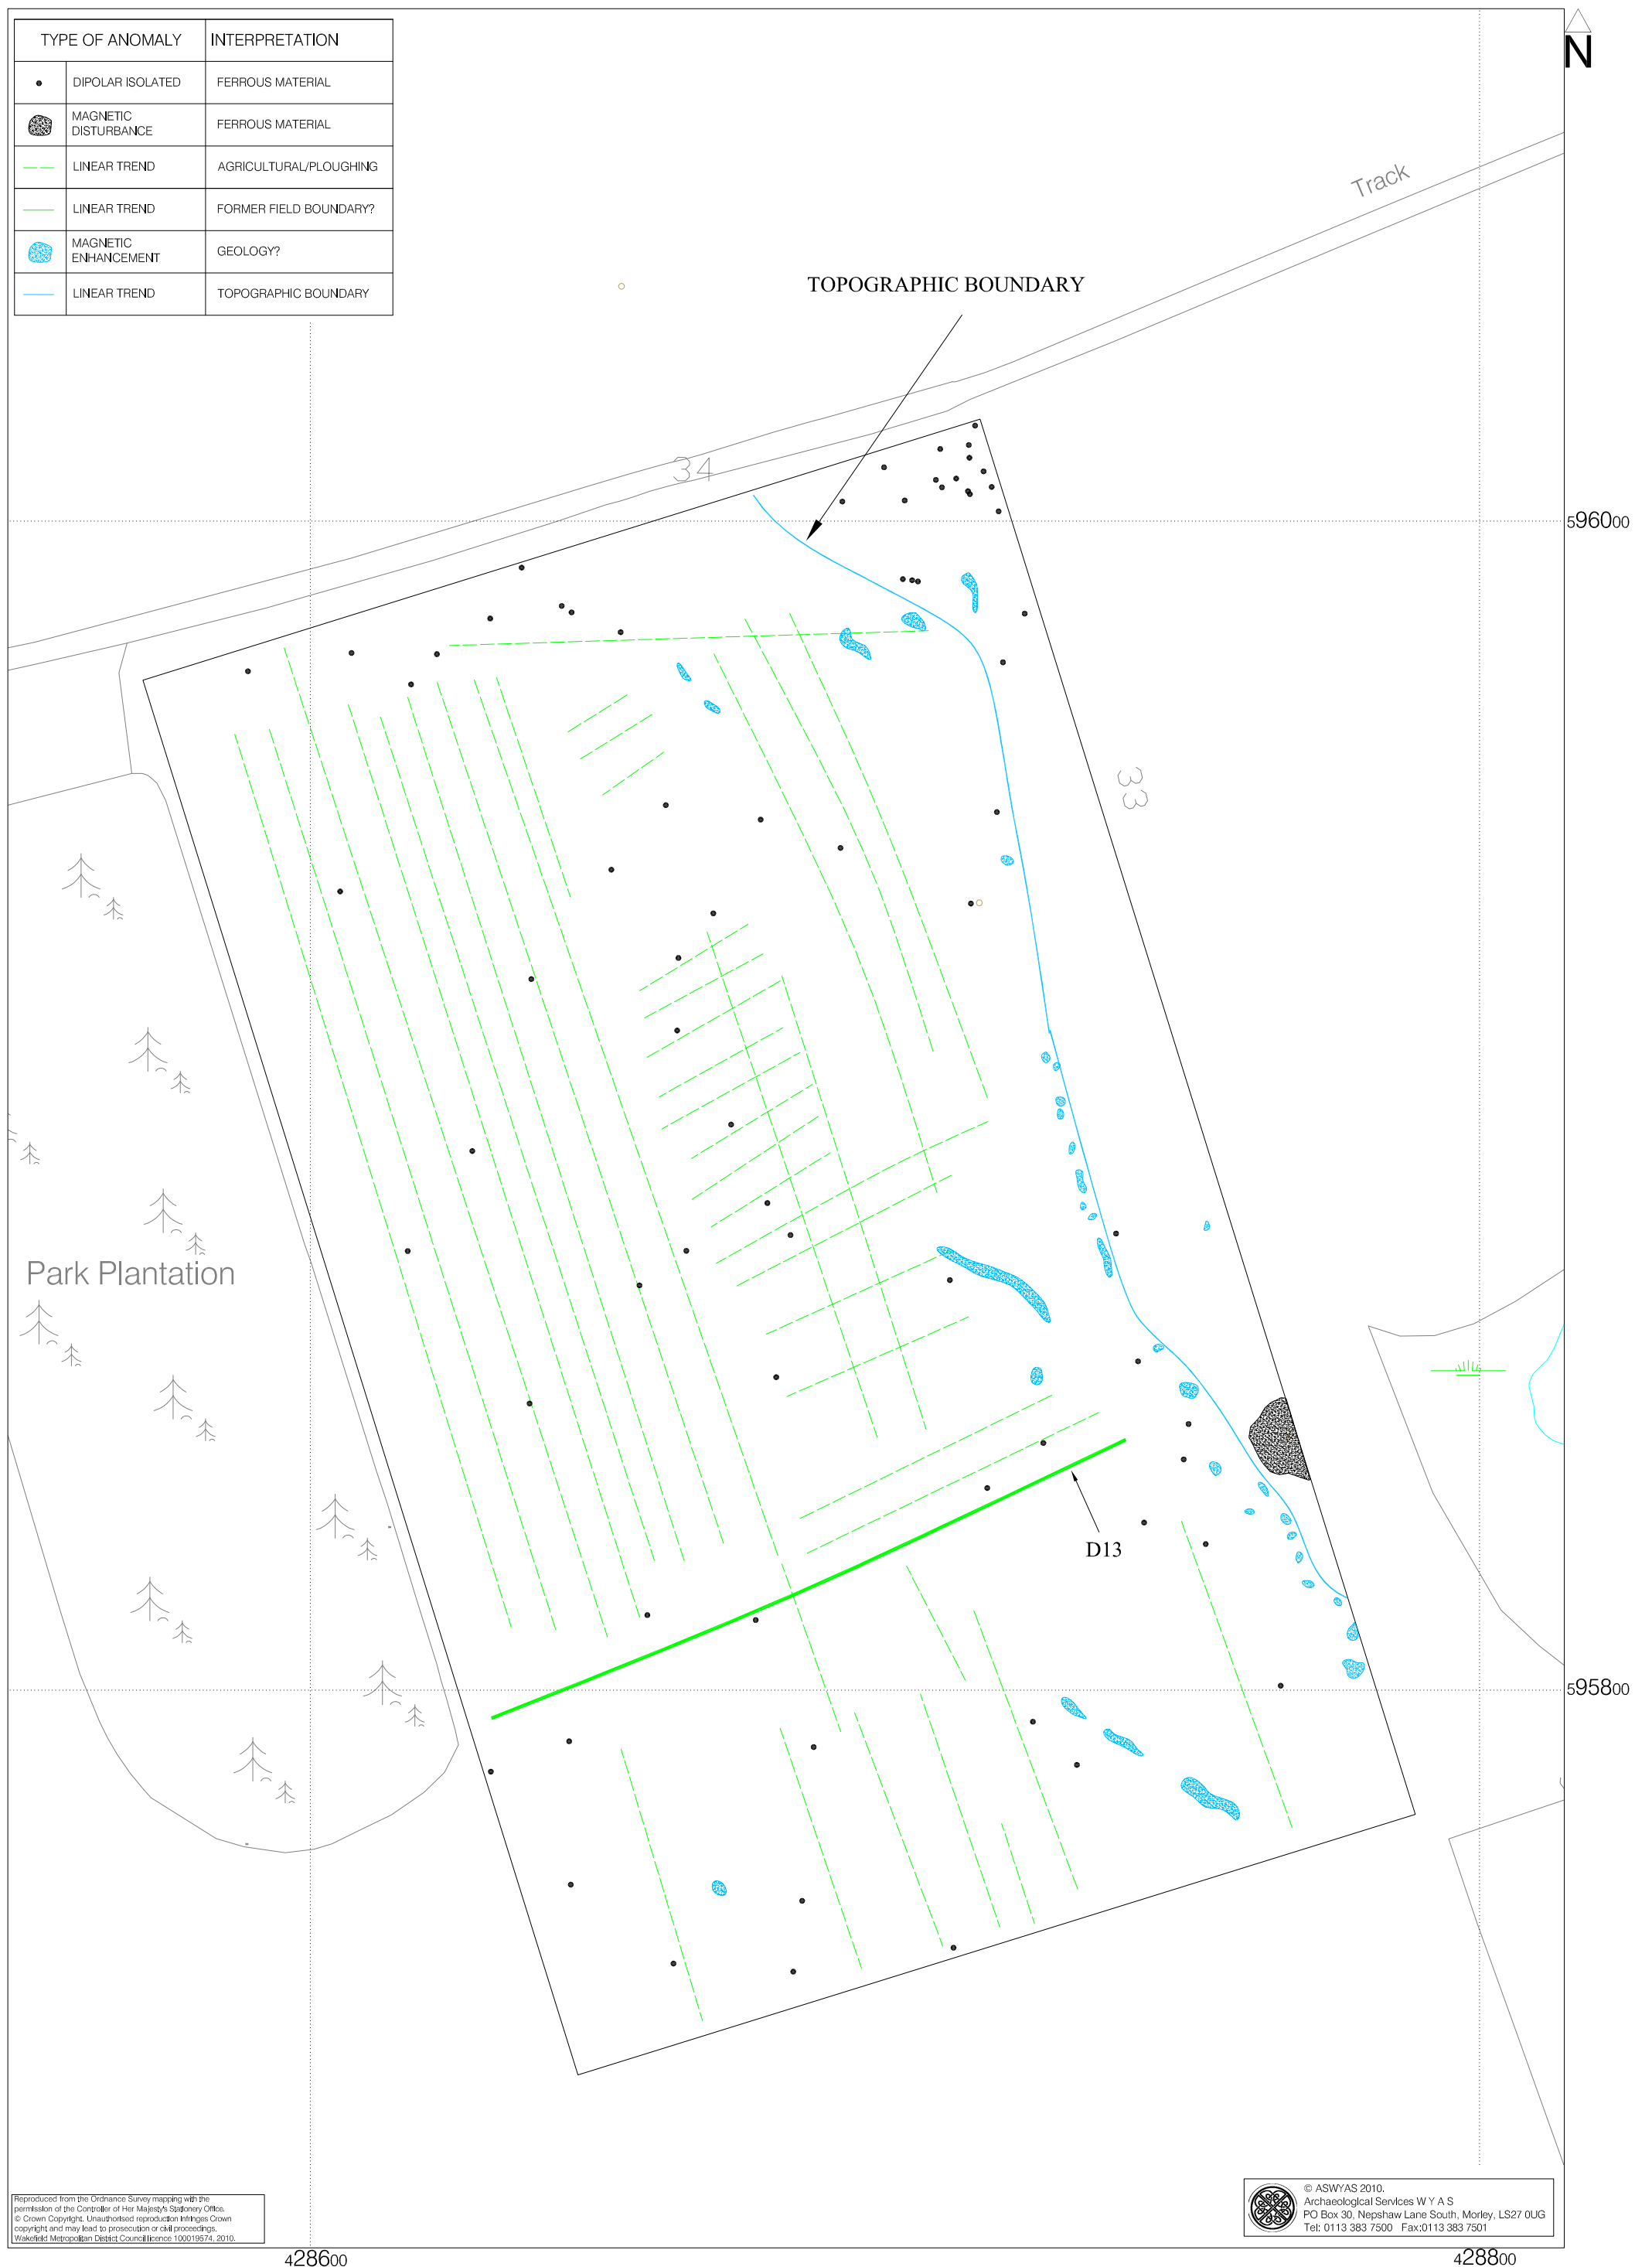 TYPE OF ANOMALY INTERPRETATION
DIPOLAR ISOLATED FERROUS MATERIAL
MAGNETIC
DISTURBANCE
FERROUS MATERIAL
LINEAR TREND AGRICULTURAL/PLOUGHING
LINEAR TREND FORMER FIELD BOUNDARY?
MAGNETIC
ENHANCEMENT
GEOLOGY?
LINEAR TREND TOPOGRAPHIC BOUNDARY
N
Track
TOPOGRAPHIC BOUNDARY
34
596000
33
Park Plantation
D13
595800
Reproduced from the Ordnance Survey mapping with the
permission of the Controller of Her Majesty's Stationery Office.
© Crown Copyright. Unauthorised reproduction infringes Crown
copyright and may lead to prosecution or civil proceedings.
Wakefield Metropolitan District Council licence 100019574, 2010.
© ASWYAS 2010.
Archaeological Services W Y A S
PO Box 30, Nepshaw Lane South, Morley, LS27 0UG
Tel: 0113 383 7500 Fax:0113 383 7501
428600
428800